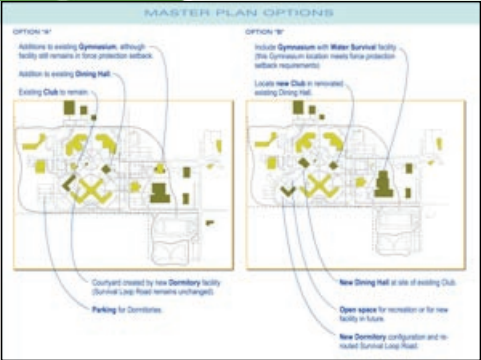 MASTER PLAN OPTIONS
OPTION "A"
Additions to existing Gymnasium, although
facility still remains in force protection setback.
Addition to existing Dining Hall.
Existing Club to remain.
Courtyard created by new Dormitory facility
(Survival Loop Road remains unchanged).
Parking for Dormitories.
OPTION "B"
Include Gymnasium with Water Survival facility.
(this Gymnasium location meets force protection
setback requirements)
Locate new Club in renovated
existing Dining Hall.
New Dining Hall at site of existing Club.
Open space for recreation or for new
facility in future.
New Dormitory configuration and re-
routed Survival Loop Road.